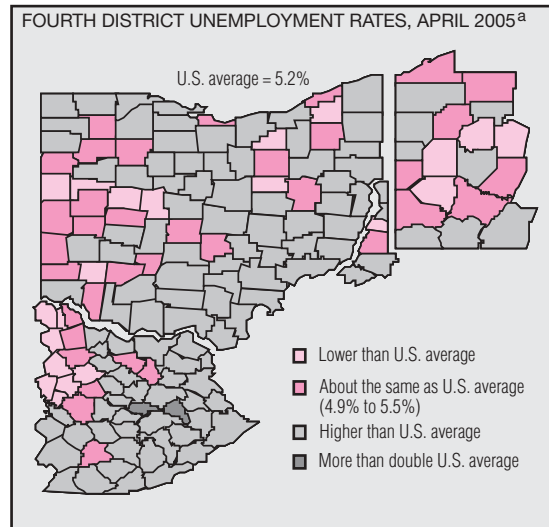 FOURTH DISTRICT UNEMPLOYMENT RATES, APRIL 2005ᵃ
U.S. average = 5.2%
Lower than U.S. average
About the same as U.S. average
(4.9% to 5.5%)
Higher than U.S. average
More than double U.S. average